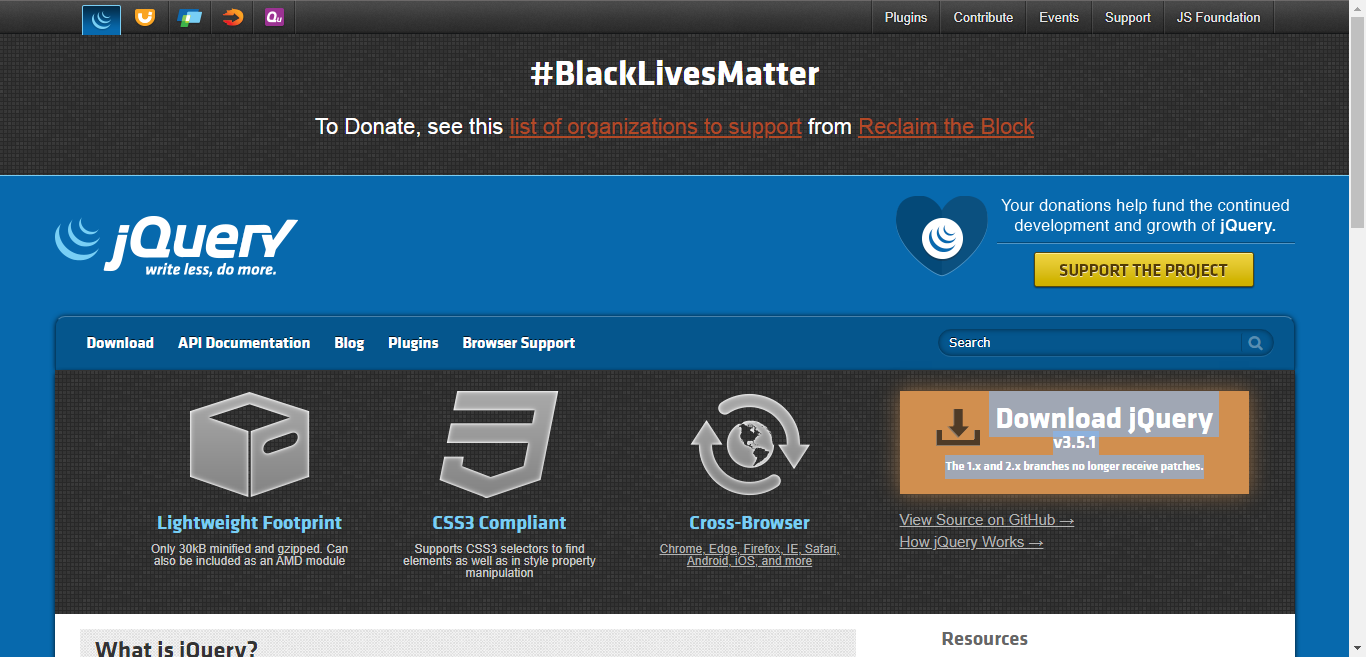 Qu
Plugins
Contribute
Events
Support
JS Foundation
#BlackLivesMatter
To Donate, see this list of organizations to support from Reclaim the Block
jQuery
write less, do more.
Your donations help fund the continued
development and growth of jQuery.
SUPPORT THE PROJECT
Download
API Documentation
Blog
Plugins
Browser Support
Search
Lightweight Footprint
Only 30kB minified and gzipped. Can
also be included as an AMD module
CSS3 Compliant
Supports CSS3 selectors to find
elements as well as in style property
manipulation
Cross-Browser
Chrome, Edge, Firefox, IE, Safari,
Android, iOS, and more
Download jQuery
v3.5.1
The 1.x and 2.x branches no longer receive patches.
View Source on GitHub →
How jQuery Works →
What is jQuery?
Resources